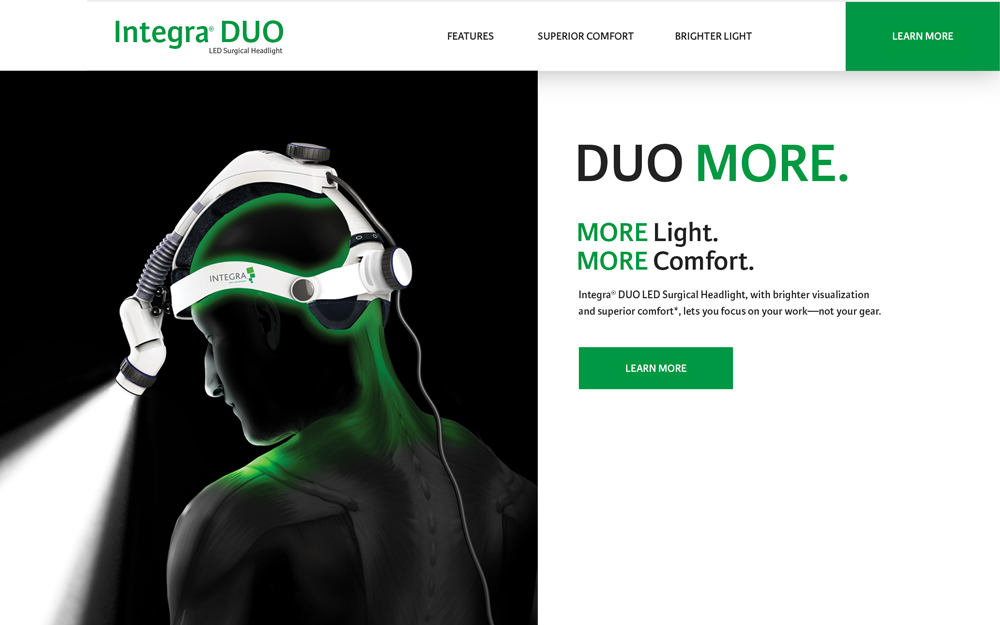 Integra® DUO
LED Surgical Headlight
FEATURES
SUPERIOR COMFORT
BRIGHTER LIGHT
LEARN MORE
INTEGRA
DUO MORE.
MORE Light.
MORE Comfort.
Integra® DUO LED Surgical Headlight, with brighter visualization
and superior comfort*, lets you focus on your work—not your gear.
LEARN MORE